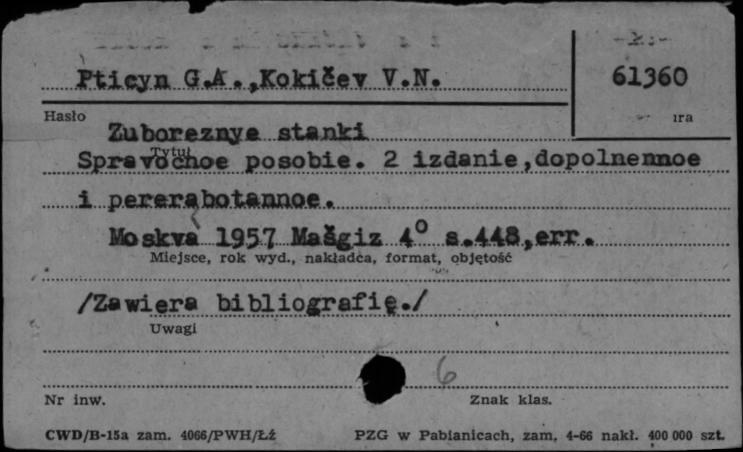 Pticyn G.A.,Kokičev V.N.
61360
Hasło
ıra
Zuboreznye stanki
Tytuł
Spravočnoe posobie. 2 izdanie,dopolnennoe
i pererabotannoe.
Moskva 1957 Mašgiz 4° s.448,err.
Miejsce, rok wyd., nakładca, format, objętość
/Zawiera bibliografię./
Uwagi
6
Nr inw.
Znak klas.
CWD/B-15a zam. 4066/PWH/Łź
PZG w Pabianicach, zam. 4-66 nakł. 400 000 szt.